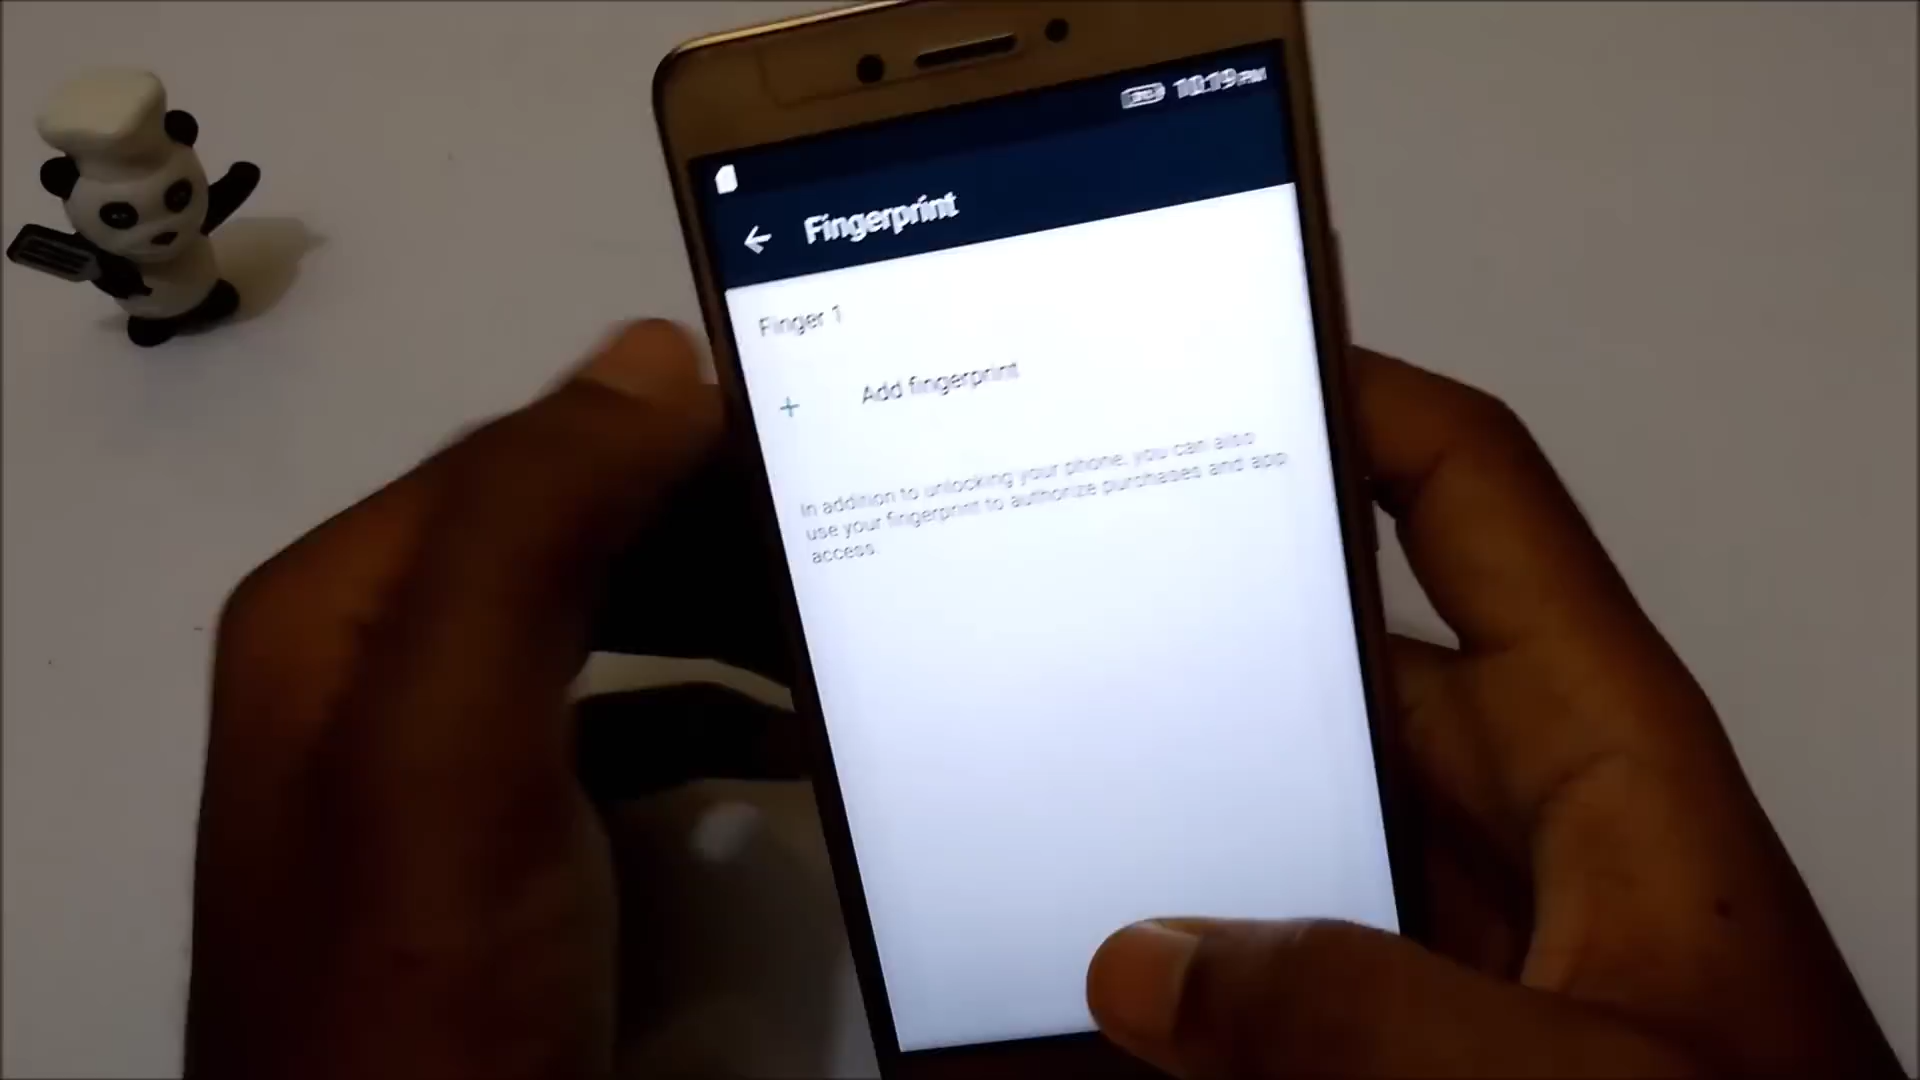 10:19 PM
Fingerprint
Finger 1
Add fingerprint
In addition to unlocking your phone, you can also
use your fingerprint to authorize purchases and app
access.